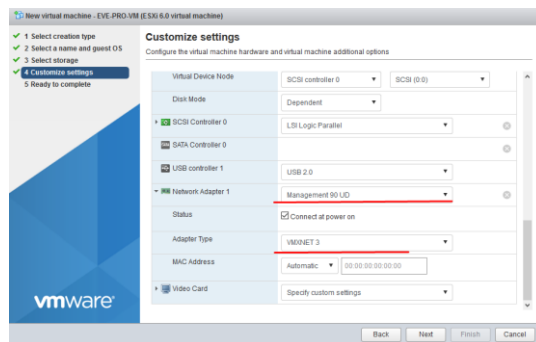 New virtual machine - EVE-PRO-VM (ESXi 6.0 virtual machine)
1 Select creation type
2 Select a name and guest OS
3 Select storage
4 Customize settings
5 Ready to complete
Customize settings
Configure the virtual machine hardware and virtual machine additional options
Virtual Device Node
SCSI controller 0
SCSI (0:0)
Disk Mode
Dependent
SCSI Controller 0
LSI Logic Parallel
SATA Controller 0
USB controller 1
USB 2.0
Network Adapter 1
Management 90 UD
Status
Connect at power on
Adapter Type
VMXNET 3
MAC Address
Automatic
00:00:00:00:00:00
Video Card
Specify custom settings
vmware
Back
Next
Finish
Cancel